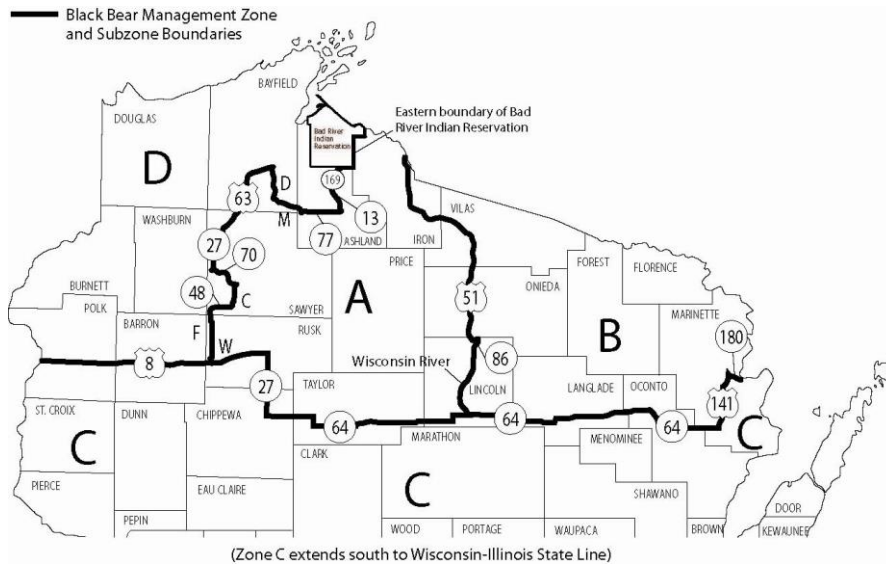 Black Bear Management Zone
and Subzone Boundaries
BAYFIELD
DOUGLAS
Eastern boundary of Bad
River Indian Reservation
Bad River
Indian
Reservation
D
D
169
63
M
13
VILAS
WASHBURN
77
ASHLAND
IRON
27
70
PRICE
FOREST
FLORENCE
A
ONIEDA
BURNETT
48
C
51
POLK
SAWYER
MARINETTE
BARRON
F
RUSK
B
180
W
Wisconsin River
86
8
TAYLOR
LINCOLN
LANGLADE
OCONTO
27
141
ST. CROIX
DUNN
CHIPPEWA
64
64
64
C
C
MARATHON
MENOMINEE
CLARK
PIERCE
EAU CLAIRE
C
SHAWANO
DOOR
PEPIN
WOOD
PORTAGE
WAUPACA
BROWN
KEWAUNEE
(Zone C extends south to Wisconsin-Illinois State Line)